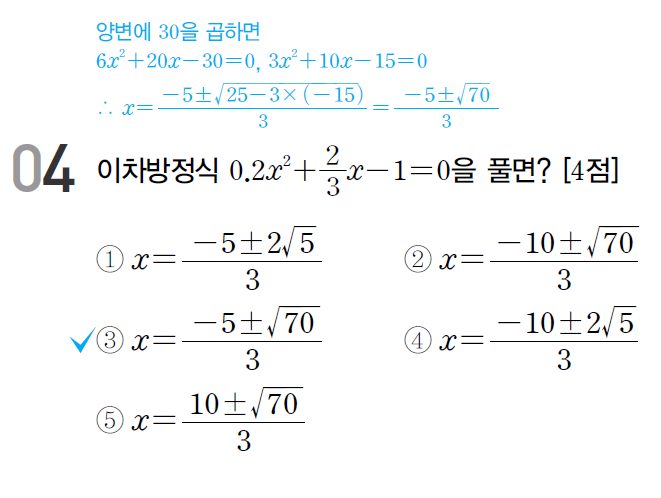 양변에 30을 곱하면
6x²+20x-30=0, 3x²+10x-15=0
∴ x=(-5±√(25-3×(-15)))/3=(-5±√70)/3
04 이차방정식 0.2x²+2/3x-1=0을 풀면? [4점]
① x=(-5±2√5)/3 ② x=(-10±√70)/3
✓③ x=(-5±√70)/3 ④ x=(-10±2√5)/3
⑤ x=(10±√70)/3